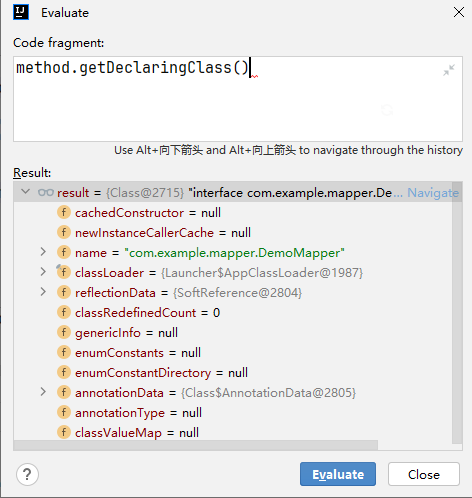 Evaluate
Code fragment:
method.getDeclaringClass()
Use Alt+向下箭头 and Alt+向上箭头 to navigate through the history
Result:
result = {Class@2715} "interface com.example.mapper.De... Navigate
cachedConstructor = null
newInstanceCallerCache = null
name = "com.example.mapper.DemoMapper"
classLoader = {Launcher$AppClassLoader@1987}
reflectionData = {SoftReference@2804}
classRedefinedCount = 0
genericInfo = null
enumConstants = null
enumConstantDirectory = null
annotationData = {Class$AnnotationData@2805}
annotationType = null
classValueMap = null
? Evaluate Close